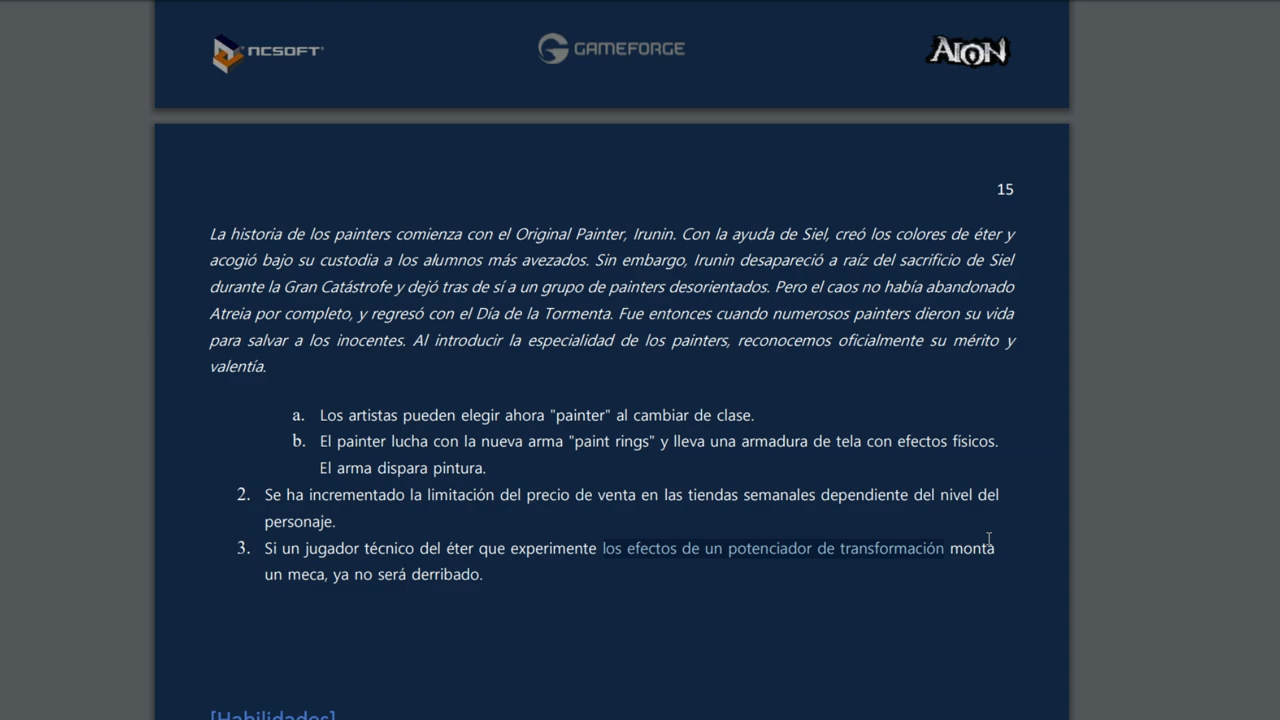 NCSOFT
GAMEFORGE
AION
15
La historia de los painters comienza con el Original Painter, Irunin. Con la ayuda de Siel, creó los colores de éter y
acogió bajo su custodia a los alumnos más avezados. Sin embargo, Irunin desapareció a raíz del sacrificio de Siel
durante la Gran Catástrofe y dejó tras de sí a un grupo de painters desorientados. Pero el caos no había abandonado
Atreia por completo, y regresó con el Día de la Tormenta. Fue entonces cuando numerosos painters dieron su vida
para salvar a los inocentes. Al introducir la especialidad de los painters, reconocemos oficialmente su mérito y
valentía.
a. Los artistas pueden elegir ahora "painter" al cambiar de clase.
b. El painter lucha con la nueva arma "paint rings" y lleva una armadura de tela con efectos físicos.
El arma dispara pintura.
2. Se ha incrementado la limitación del precio de venta en las tiendas semanales dependiente del nivel del
personaje.
3. Si un jugador técnico del éter que experimente los efectos de un potenciador de transformación monta
un meca, ya no será derribado.
[Habilidades]